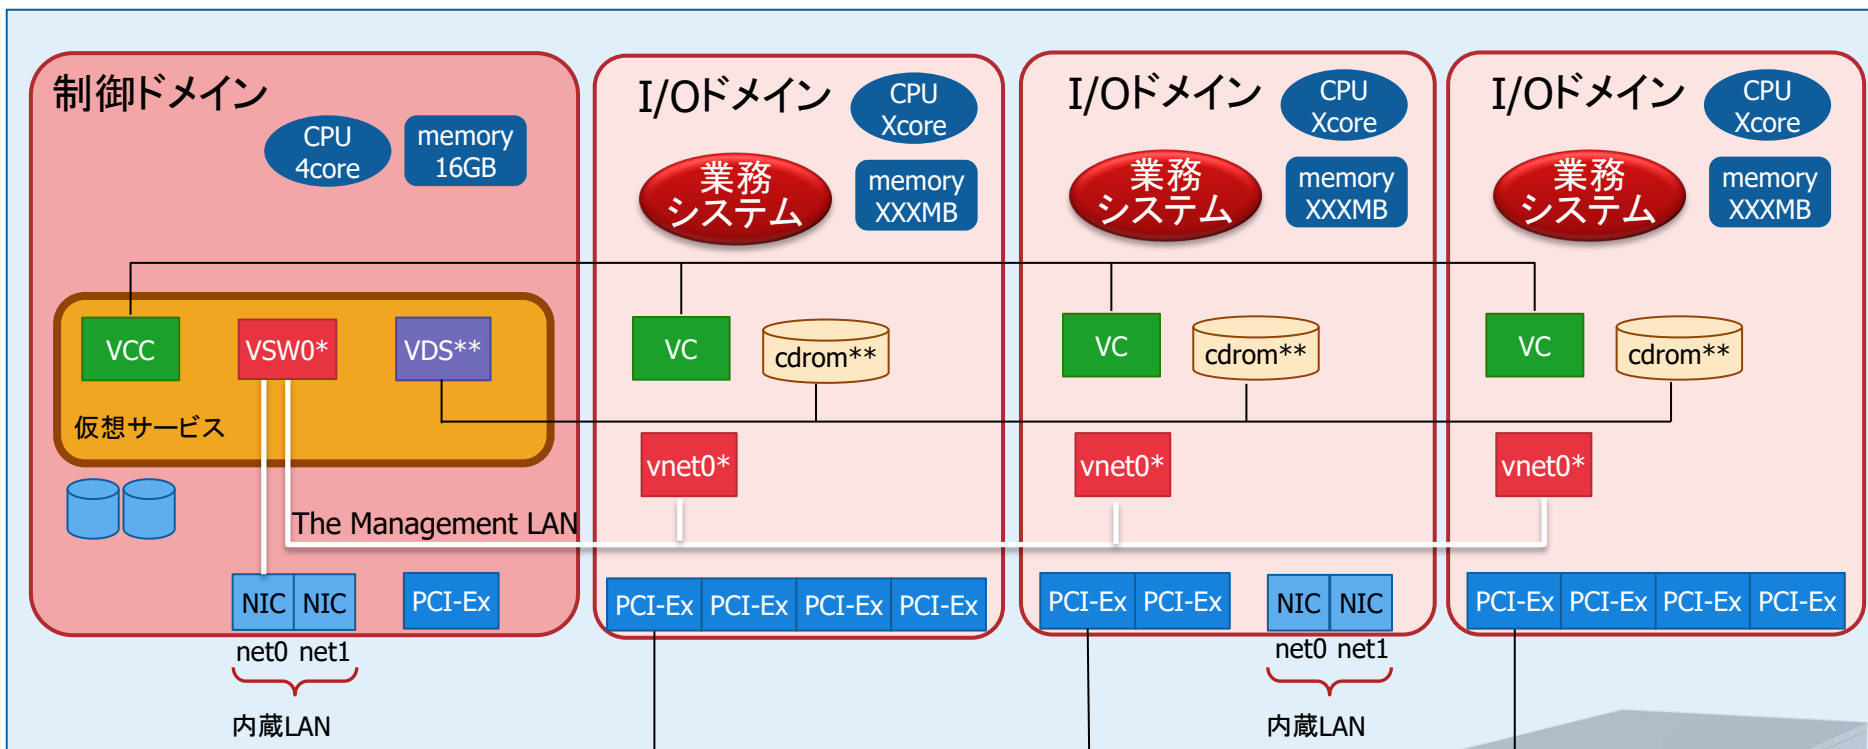 制御ドメイン
CPU
4core
memory
16GB
VCC
VSW0*
VDS**
仮想サービス
The Management LAN
NIC
NIC
PCI-Ex
net0
net1
内蔵LAN
I/Oドメイン
CPU
Xcore
業務
システム
memory
XXXMB
VC
cdrom**
vnet0*
PCI-Ex
PCI-Ex
PCI-Ex
PCI-Ex
I/Oドメイン
CPU
Xcore
業務
システム
memory
XXXMB
VC
cdrom**
vnet0*
PCI-Ex
PCI-Ex
NIC
NIC
net0
net1
内蔵LAN
I/Oドメイン
CPU
Xcore
業務
システム
memory
XXXMB
VC
cdrom**
vnet0*
PCI-Ex
PCI-Ex
PCI-Ex
PCI-Ex